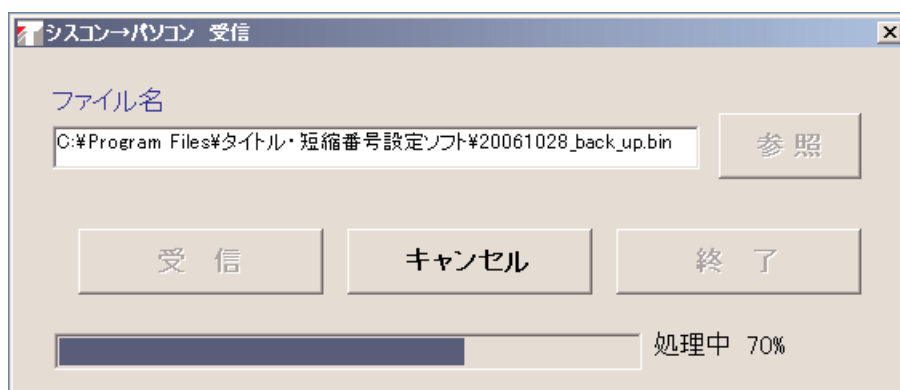 シスコン→パソコン 受信
ファイル名
C:¥Program Files¥タイトル・短縮番号設定ソフト¥20061028_back_up.bin
参照
受 信
キャンセル
終 了
処理中 70%